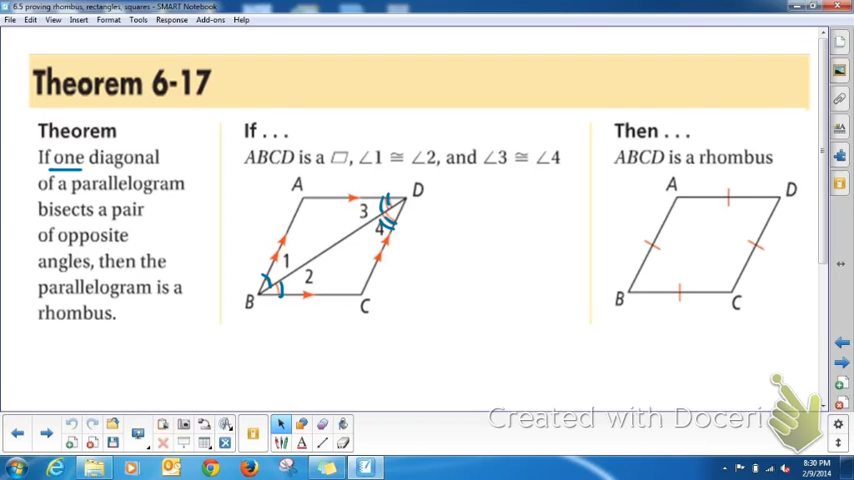 6.5 proving rhombus, rectangles, squares - SMART Notebook
File Edit View Insert Format Tools Response Add-ons Help
Theorem 6-17
Theorem
If one diagonal
of a parallelogram
bisects a pair
of opposite
angles, then the
parallelogram is a
rhombus.
If . . .
ABCD is a ▱, ∠1 ≅ ∠2, and ∠3 ≅ ∠4
A
D
3
4
1
2
B
C
Then . . .
ABCD is a rhombus
A
D
B
C
Created with Doceri
8:30 PM
2/9/2014